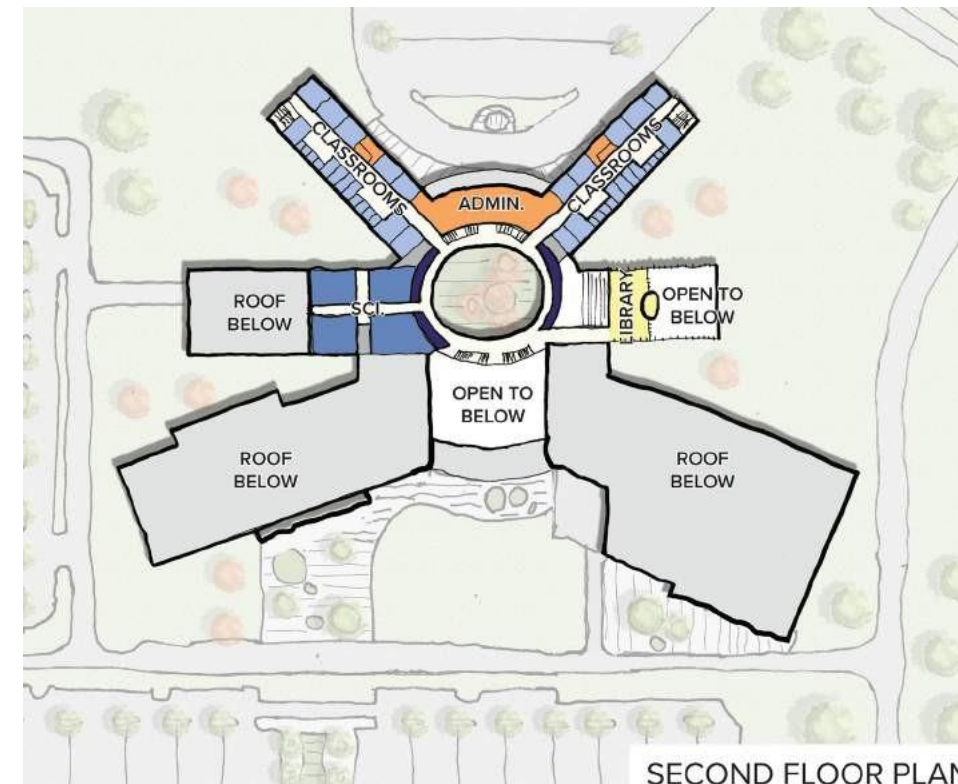 CLASSROOMS
CLASSROOMS
ADMIN.
ROOF
BELOW
SCI.
LIBRARY
OPEN TO
BELOW
OPEN TO
BELOW
ROOF
BELOW
ROOF
BELOW
SECOND FLOOR PLAN